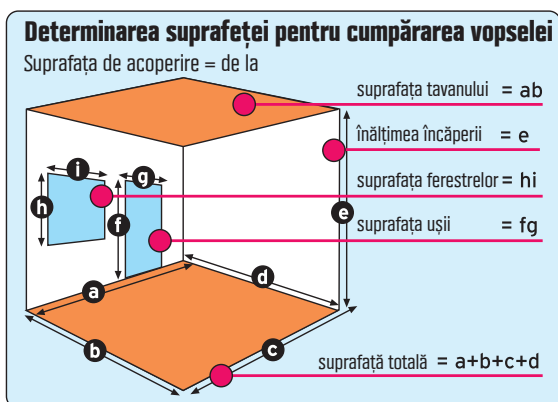 Determinarea suprafeței pentru cumpărarea vopselei
Suprafața de acoperire = de la
suprafața tavanului = ab
înălțimea încăperii = e
suprafața ferestrelor = hi
suprafața ușii = fg
i
g
h
f
e
a
d
b
c
suprafață totală = a+b+c+d